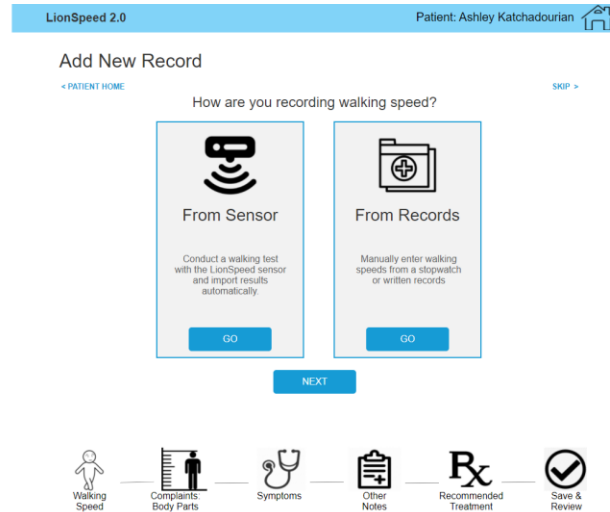 LionSpeed 2.0
Patient: Ashley Katchadourian
Add New Record
< PATIENT HOME
SKIP >
How are you recording walking speed?
From Sensor
Conduct a walking test
with the LionSpeed sensor
and import results
automatically.
GO
From Records
Manually enter walking
speeds from a stopwatch
or written records
GO
NEXT
Walking
Speed
Complaints:
Body Parts
Symptoms
Other
Notes
Rx
Recommended
Treatment
Save &
Review